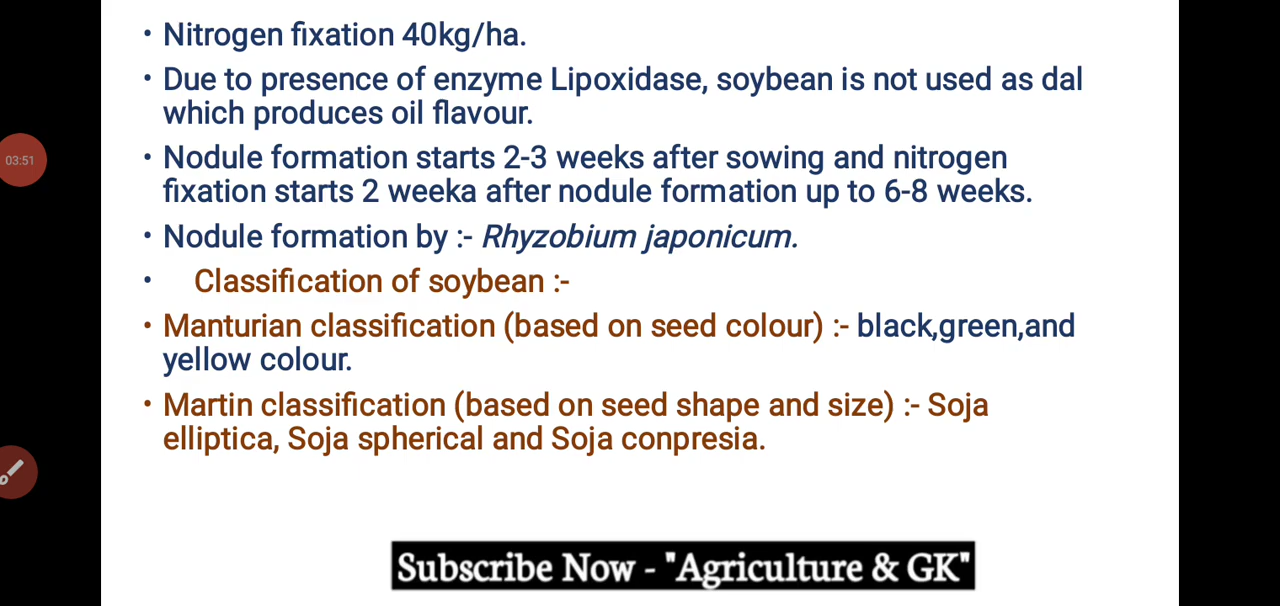 • Nitrogen fixation 40kg/ha.
• Due to presence of enzyme Lipoxidase, soybean is not used as dal
which produces oil flavour.
03:51
• Nodule formation starts 2-3 weeks after sowing and nitrogen
fixation starts 2 weeka after nodule formation up to 6-8 weeks.
• Nodule formation by :- Rhyzobium japonicum.
• Classification of soybean :-
• Manturian classification (based on seed colour) :- black,green,and
yellow colour.
• Martin classification (based on seed shape and size) :- Soja
elliptica, Soja spherical and Soja conpresia.
Subscribe Now - "Agriculture & GK"